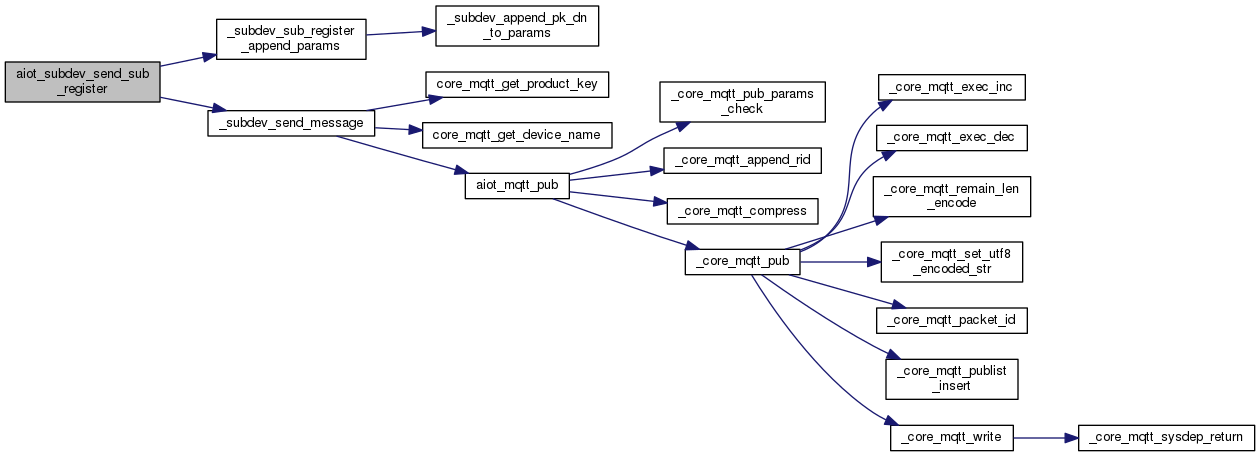 aiot_subdev_send_sub
_register
_subdev_sub_register
_append_params
_subdev_append_pk_dn
_to_params
_subdev_send_message
core_mqtt_get_product_key
core_mqtt_get_device_name
aiot_mqtt_pub
_core_mqtt_pub_params
_check
_core_mqtt_append_rid
_core_mqtt_compress
_core_mqtt_pub
_core_mqtt_exec_inc
_core_mqtt_exec_dec
_core_mqtt_remain_len
_encode
_core_mqtt_set_utf8
_encoded_str
_core_mqtt_packet_id
_core_mqtt_publist
_insert
_core_mqtt_write
_core_mqtt_sysdep_return